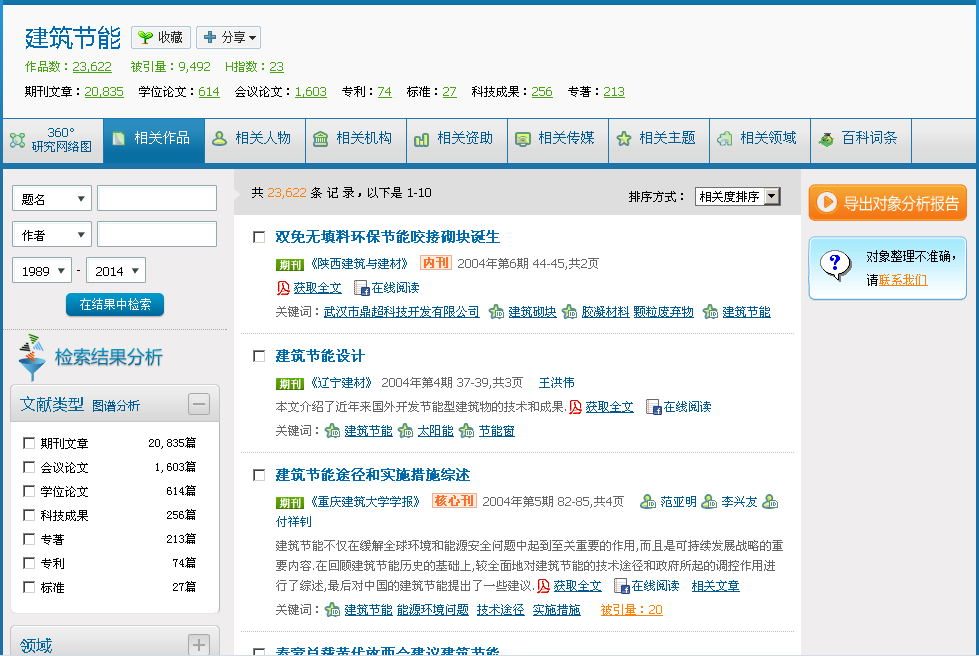 建筑节能 收藏 分享
作品数：23,622 被引量：9,492 H指数：23
期刊文章：20,835 学位论文：614 会议论文：1,603 专利：74 标准：27 科技成果：256 专著：213
360°
研究网络图
相关作品 相关人物 相关机构 相关资助 相关传媒 相关主题 相关领域 百科词条
题名
作者
1989 - 2014
在结果中检索
检索结果分析
文献类型 图谱分析
期刊文章 20,835篇
会议论文 1,603篇
学位论文 614篇
科技成果 256篇
专著 213篇
专利 74篇
标准 27篇
领域
共 23,622 条 记 录，以下是 1-10 排序方式： 相关度排序
双免无填料环保节能咬接砌块诞生
期刊 《陕西建筑与建材》 内刊 2004年第6期 44-45,共2页
获取全文 在线阅读
关键词：武汉市鼎超科技开发有限公司 建筑砌块 胶凝材料 颗粒废弃物 建筑节能
建筑节能设计
期刊 《辽宁建材》 2004年第4期 37-39,共3页 王洪伟
本文介绍了近年来国外开发节能型建筑物的技术和成果. 获取全文 在线阅读
关键词： 建筑节能 太阳能 节能窗
建筑节能途径和实施措施综述
期刊 《重庆建筑大学学报》 核心刊 2004年第5期 82-85,共4页 范亚明 李兴友
付祥钊
建筑节能不仅在缓解全球环境和能源安全问题中起到至关重要的作用,而且是可持续发展战略的重
要内容.在回顾建筑节能历史的基础上,较全面地对建筑节能的技术途径和政府所起的调控作用进
行了综述,最后对中国的建筑节能提出了一些建议. 获取全文 在线阅读 相关文章
关键词： 建筑节能 能源环境问题 技术途径 实施措施 被引量：20
导出对象分析报告
对象整理不准确，
请联系我们